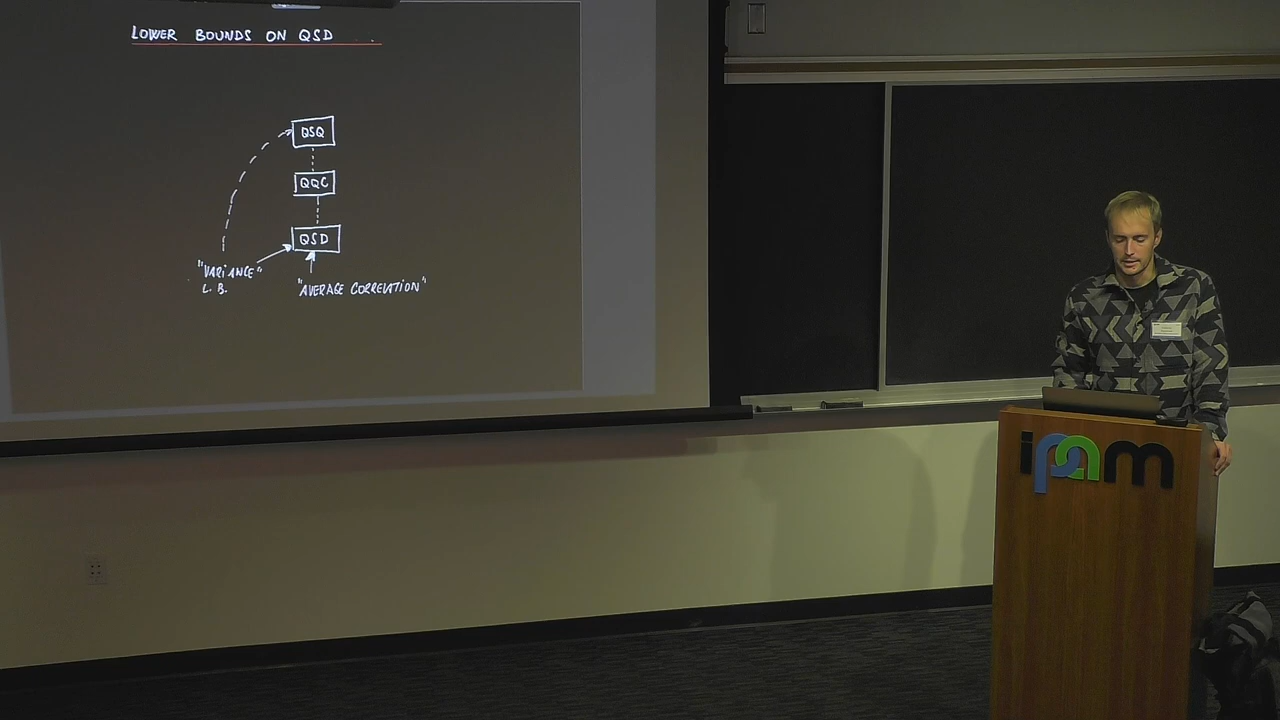 LOWER BOUNDS ON QSD
QSQ
QQC
QSD
"VARIANCE"
L. B.
"AVERAGE CORRELATION"
ipam